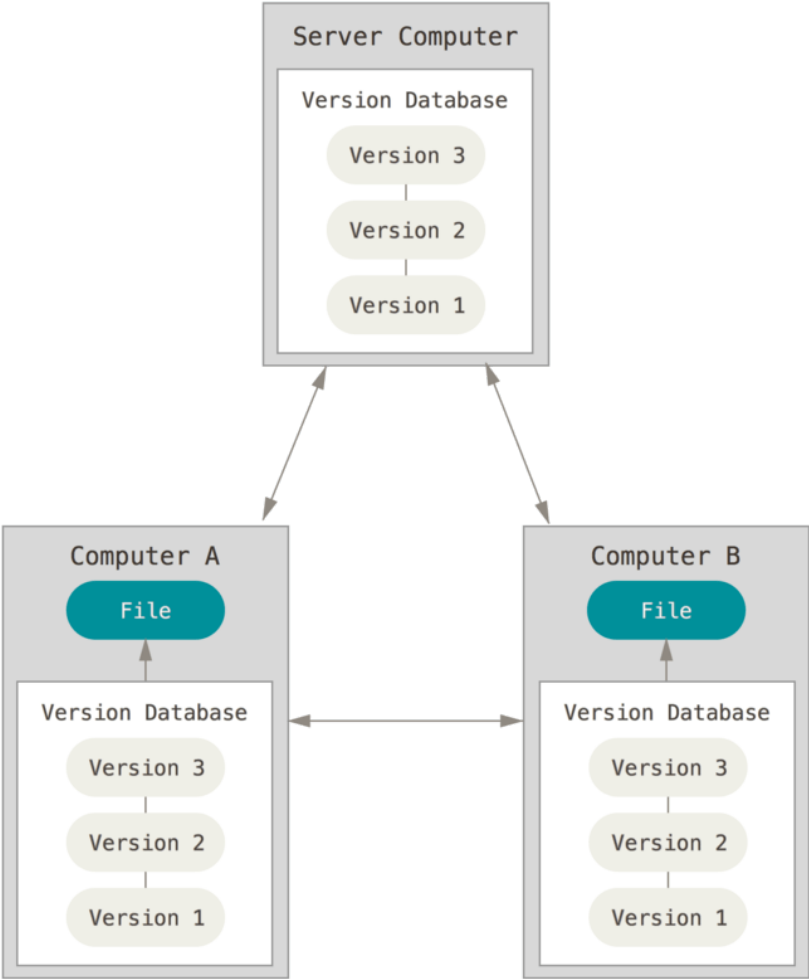 Server Computer
Version Database
Version 3
Version 2
Version 1
Computer A
File
Version Database
Version 3
Version 2
Version 1
Computer B
File
Version Database
Version 3
Version 2
Version 1